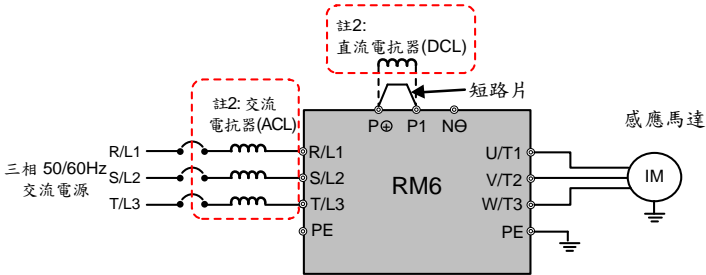 註2:
直流電抗器(DCL)
短路片
註2: 交流
電抗器(ACL)
P⊕ P1 N⊖
感應馬達
三相 50/60Hz
交流電源
R/L1
S/L2
T/L3
R/L1
S/L2
T/L3
PE
RM6
U/T1
V/T2
W/T3
PE
IM